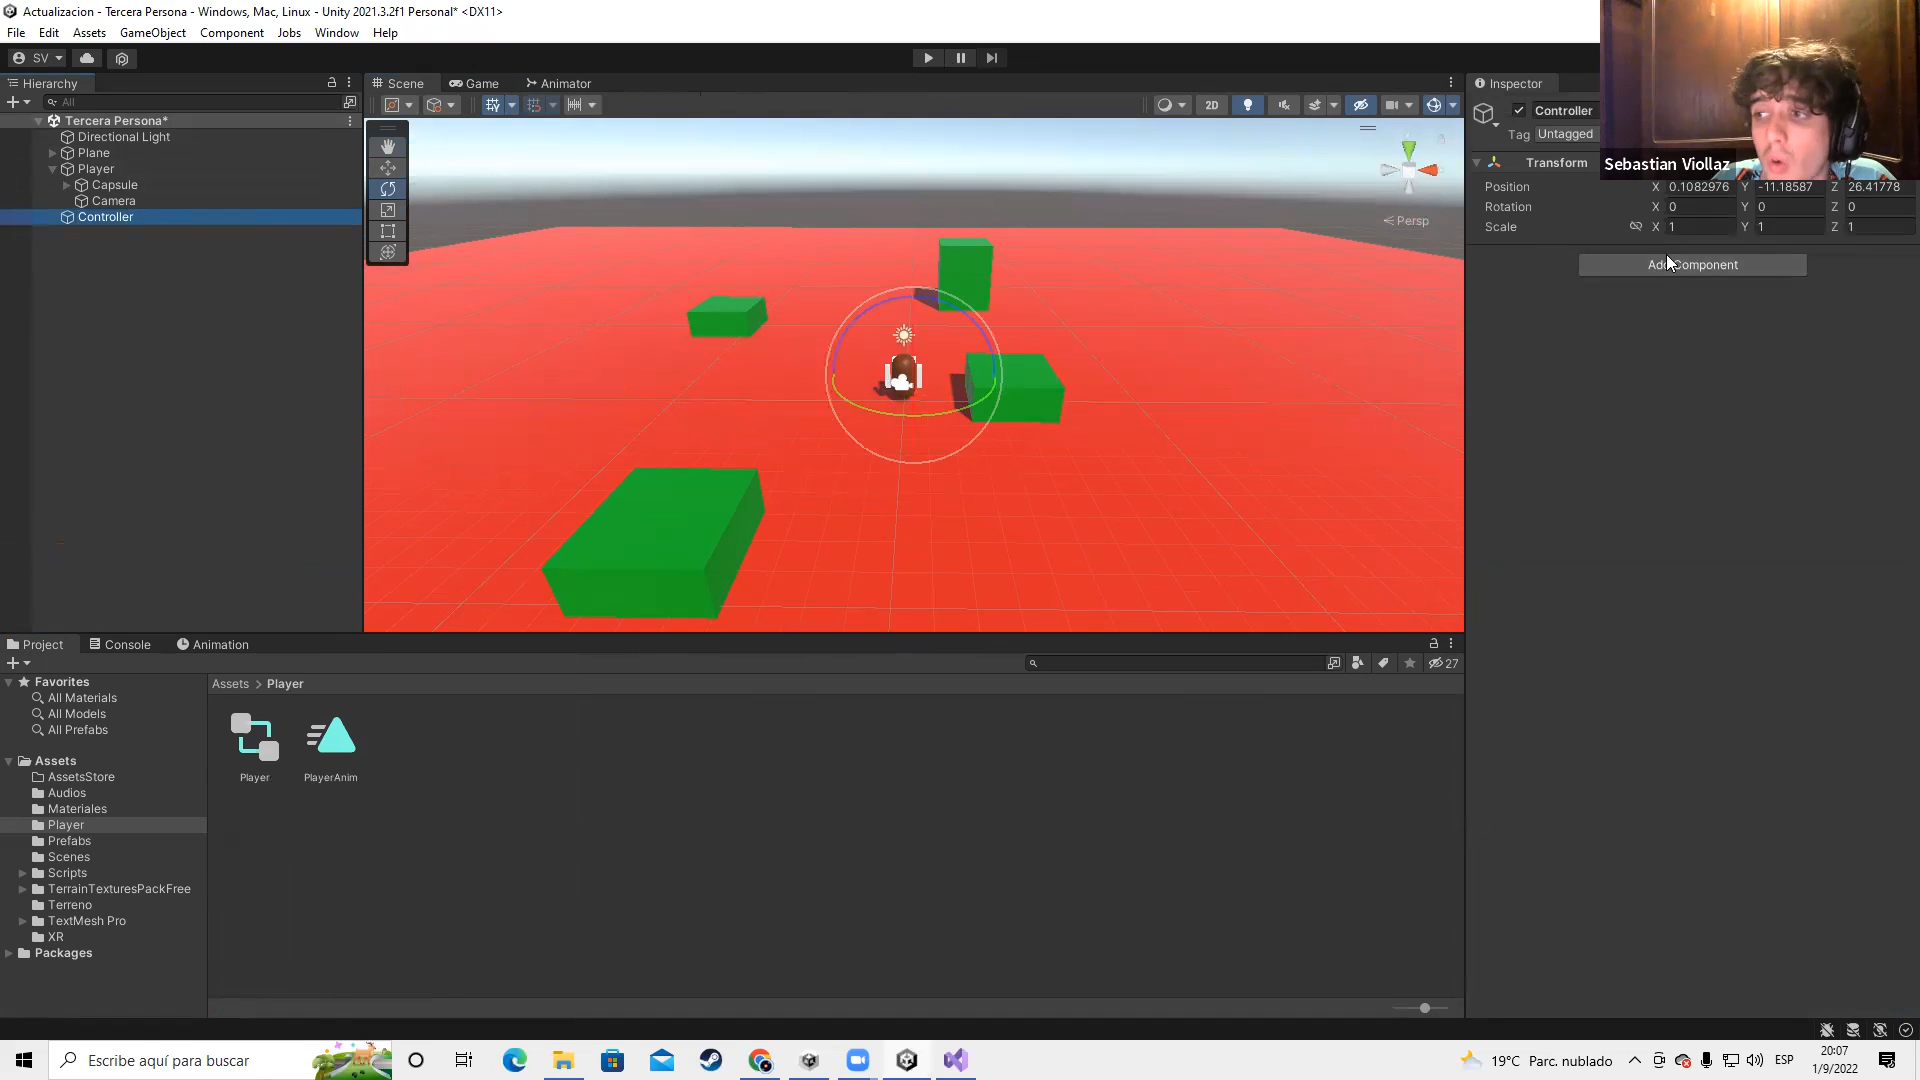 Actualizacion - Tercera Persona - Windows, Mac, Linux - Unity 2021.3.2f1 Personal* <DX11>
File Edit Assets GameObject Component Jobs Window Help
SV
Hierarchy
All
Tercera Persona*
Directional Light
Plane
Player
Capsule
Camera
Controller
Scene Game Animator
2D
Persp
Inspector
Controller
Tag Untagged
Transform
Position X 0.1082976 Y -11.18587 Z 26.41778
Rotation X 0 Y 0 Z 0
Scale X 1 Y 1 Z 1
Add Component
Sebastian Viollaz
Project Console Animation
27
Favorites
All Materials
All Models
All Prefabs
Assets
AssetsStore
Audios
Materiales
Player
Prefabs
Scenes
Scripts
TerrainTexturesPackFree
Terreno
TextMesh Pro
XR
Packages
Assets > Player
Player PlayerAnim
Escribe aquí para buscar
19°C Parc. nublado
ESP
20:07
1/9/2022